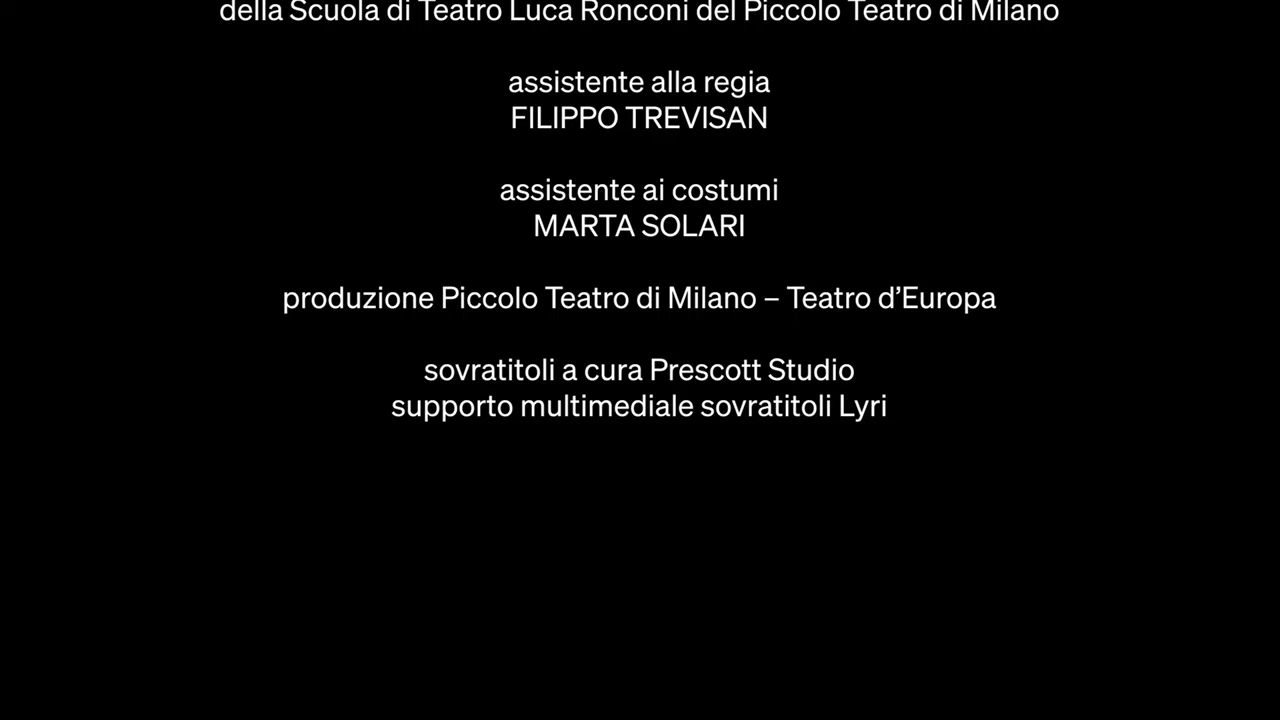 della Scuola di Teatro Luca Ronconi del Piccolo Teatro di Milano
assistente alla regia
FILIPPO TREVISAN
assistente ai costumi
MARTA SOLARI
produzione Piccolo Teatro di Milano – Teatro d’Europa
sovratitoli a cura Prescott Studio
supporto multimediale sovratitoli Lyri